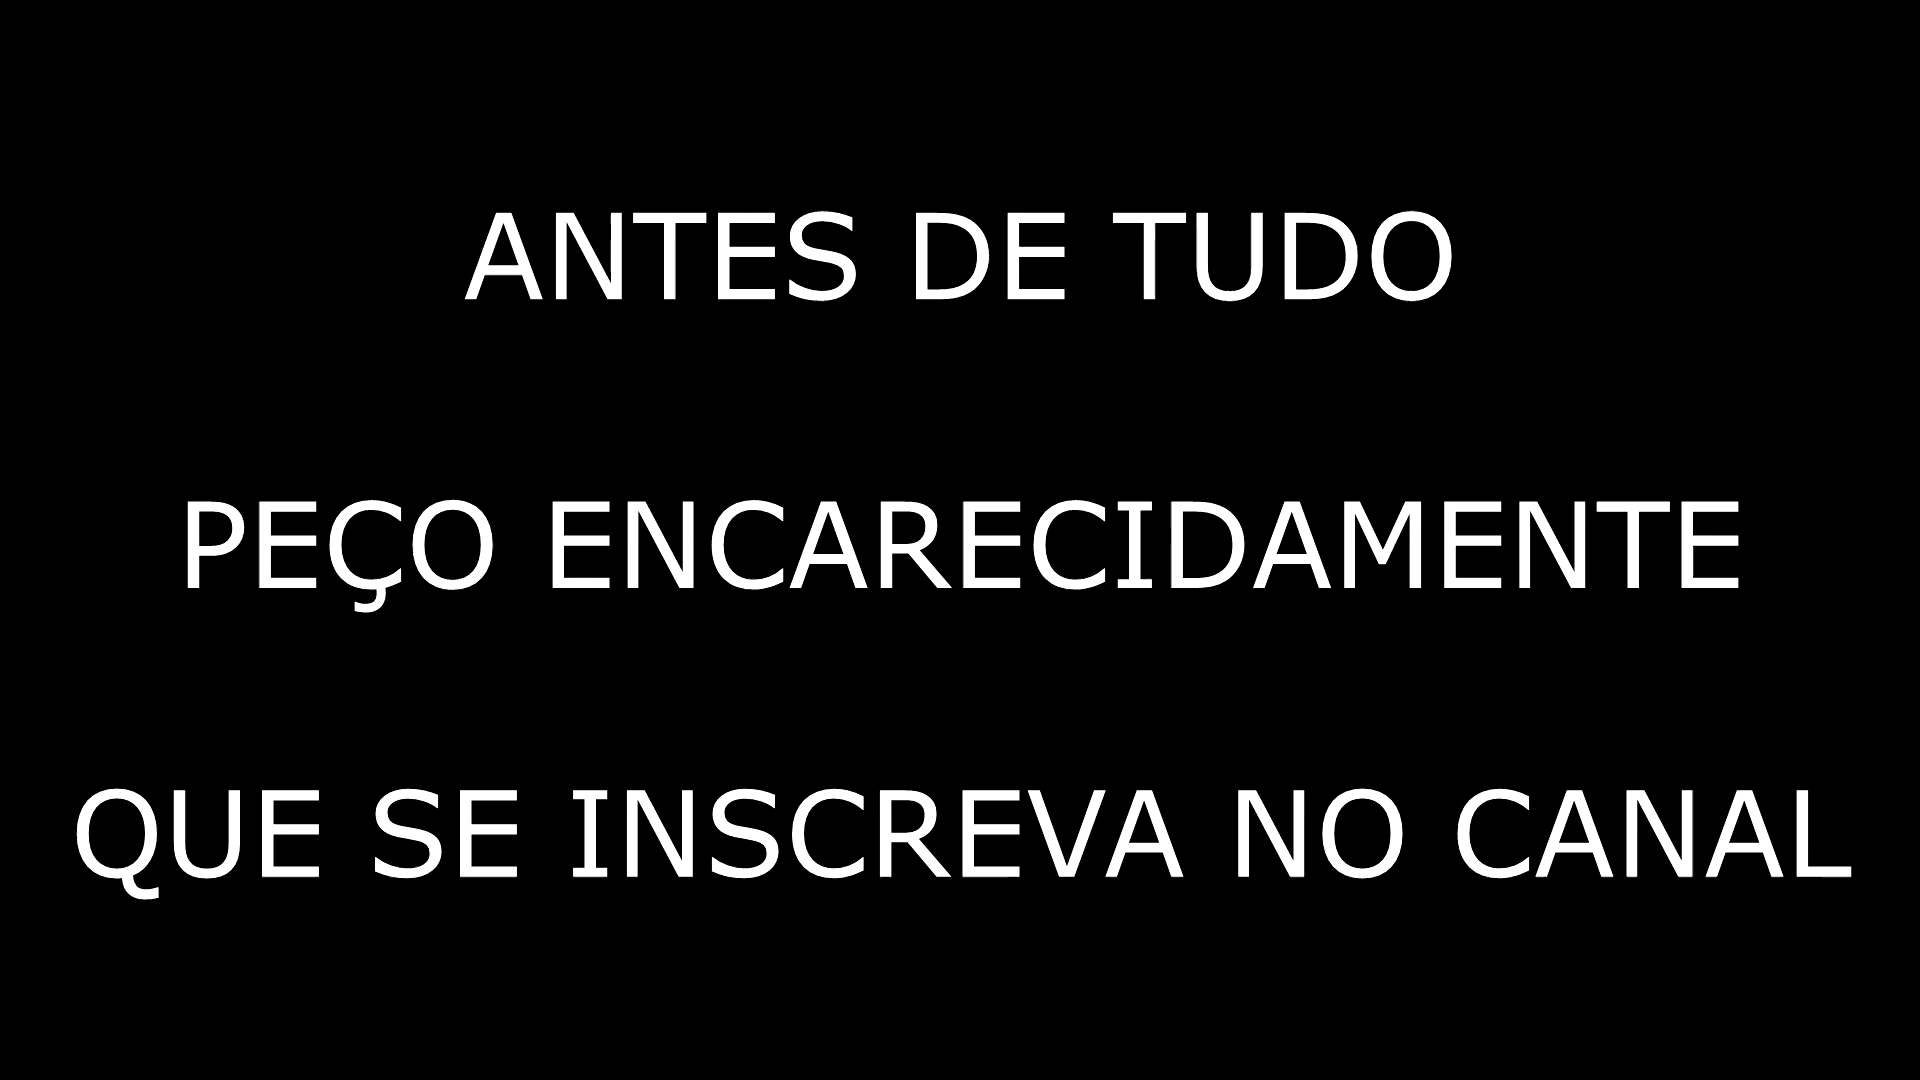 ANTES DE TUDO
PEÇO ENCARECIDAMENTE
QUE SE INSCREVA NO CANAL